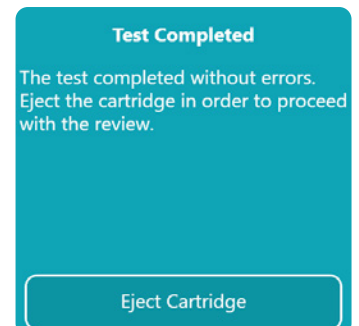 Test Completed
The test completed without errors.
Eject the cartridge in order to proceed
with the review.
Eject Cartridge